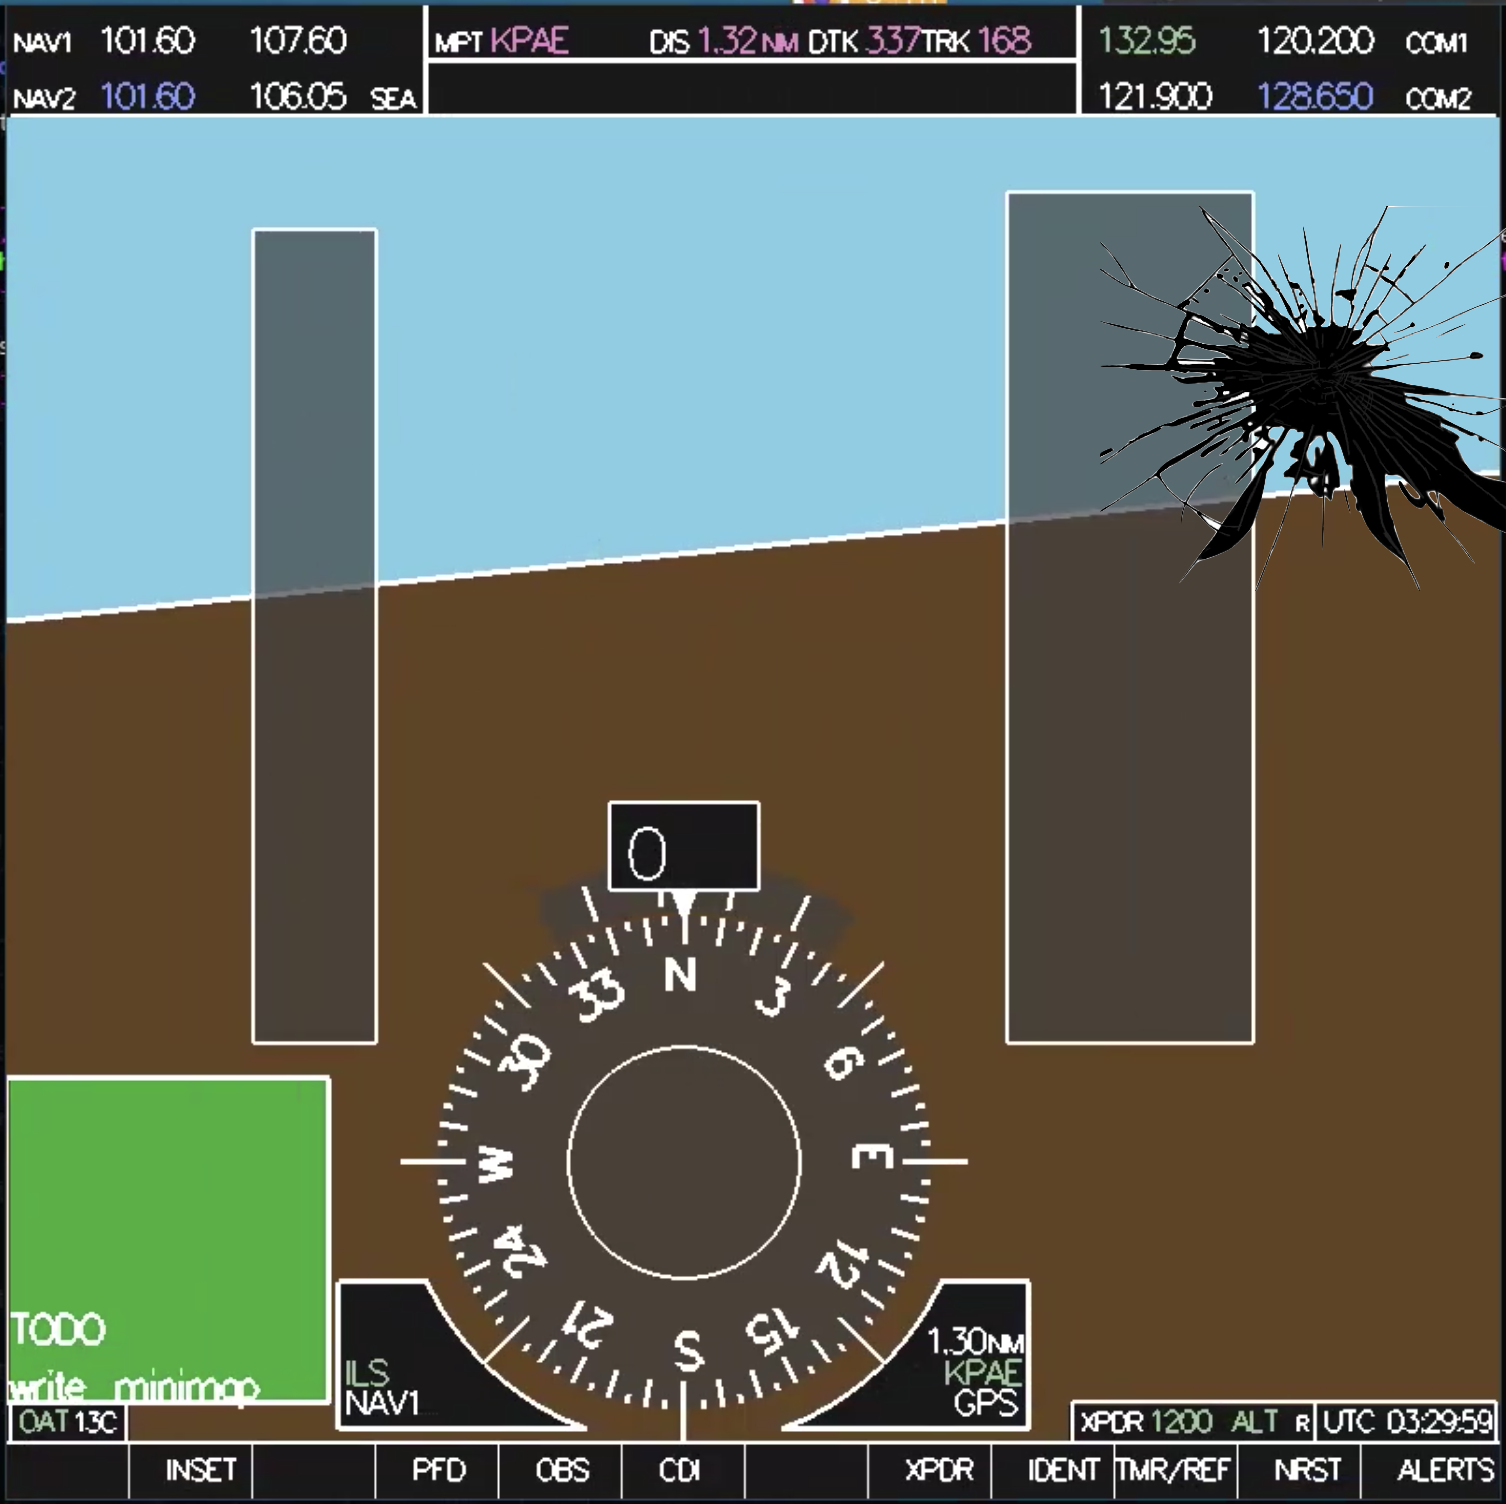 NAV1 101.60 107.60 MPT KPAE DIS 1.32NM DTK 337 TRK 168 132.95 120.200 COM1
NAV2 101.60 106.05 SEA 121.900 128.650 COM2
0
N
33 3
30 6
W E
24 12
21 15
S
TODO
write minimap
ILS
NAV1
1.30NM
KPAE
GPS
OAT 13C
XPDR 1200 ALT R UTC 03:29:59
INSET PFD OBS CDI XPDR IDENT TMR/REF NRST ALERTS